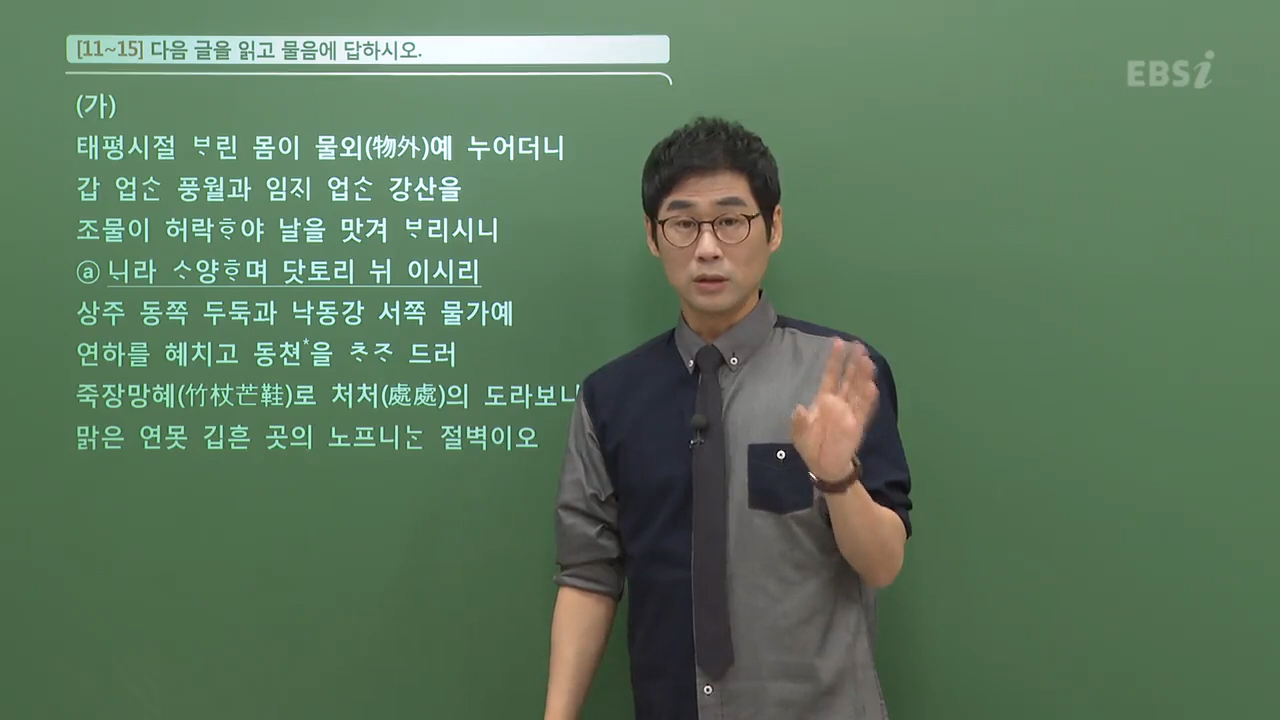 [11~15] 다음 글을 읽고 물음에 답하시오.
EBSi
(가)
태평시절 ᄇᆞ린 몸이 물외(物外)예 누어더니
갑 업ᄉᆞᆫ 풍월과 임ᄌᆡ 업ᄉᆞᆫ 강산을
조물이 허락ᄒᆞ야 날을 맛겨 ᄇᆞ리시니
ⓐ ᄂᆡ라 ᄉᆞ양ᄒᆞ며 닷토리 뉘 이시리
상주 동쪽 두둑과 낙동강 서쪽 물가예
연하를 헤치고 동쳔*을 ᄎᆞᄌᆞ 드러
죽장망혜(竹杖芒鞋)로 처처(處處)의 도라보니
맑은 연못 깁흔 곳의 노프니ᄂᆞᆫ 절벽이오